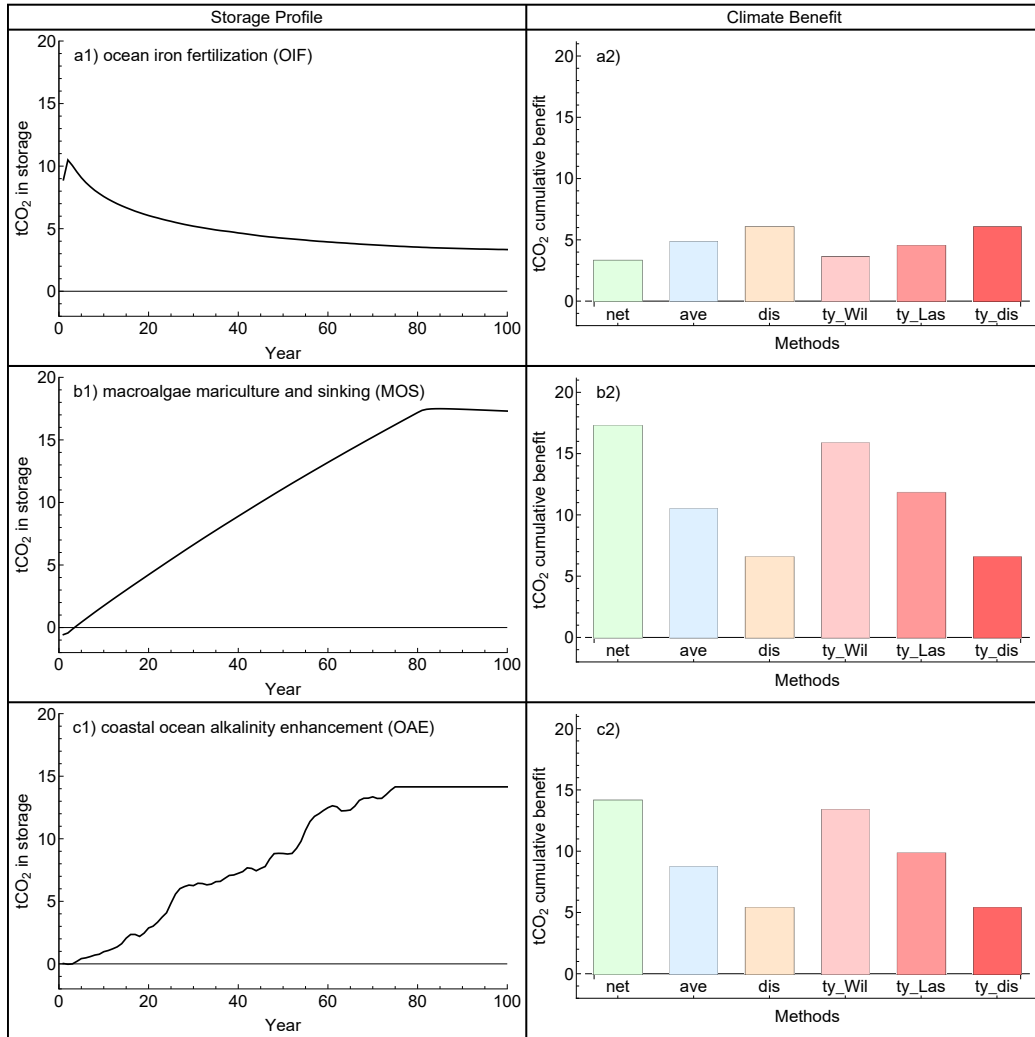 Storage Profile
Climate Benefit
a1) ocean iron fertilization (OIF)
tCO₂ in storage
20
15
10
5
0
0 20 40 60 80 100
Year
a2)
tCO₂ cumulative benefit
20
15
10
5
0
net ave dis ty_Wil ty_Las ty_dis
Methods
b1) macroalgae mariculture and sinking (MOS)
tCO₂ in storage
20
15
10
5
0
0 20 40 60 80 100
Year
b2)
tCO₂ cumulative benefit
20
15
10
5
0
net ave dis ty_Wil ty_Las ty_dis
Methods
c1) coastal ocean alkalinity enhancement (OAE)
tCO₂ in storage
20
15
10
5
0
0 20 40 60 80 100
Year
c2)
tCO₂ cumulative benefit
20
15
10
5
0
net ave dis ty_Wil ty_Las ty_dis
Methods